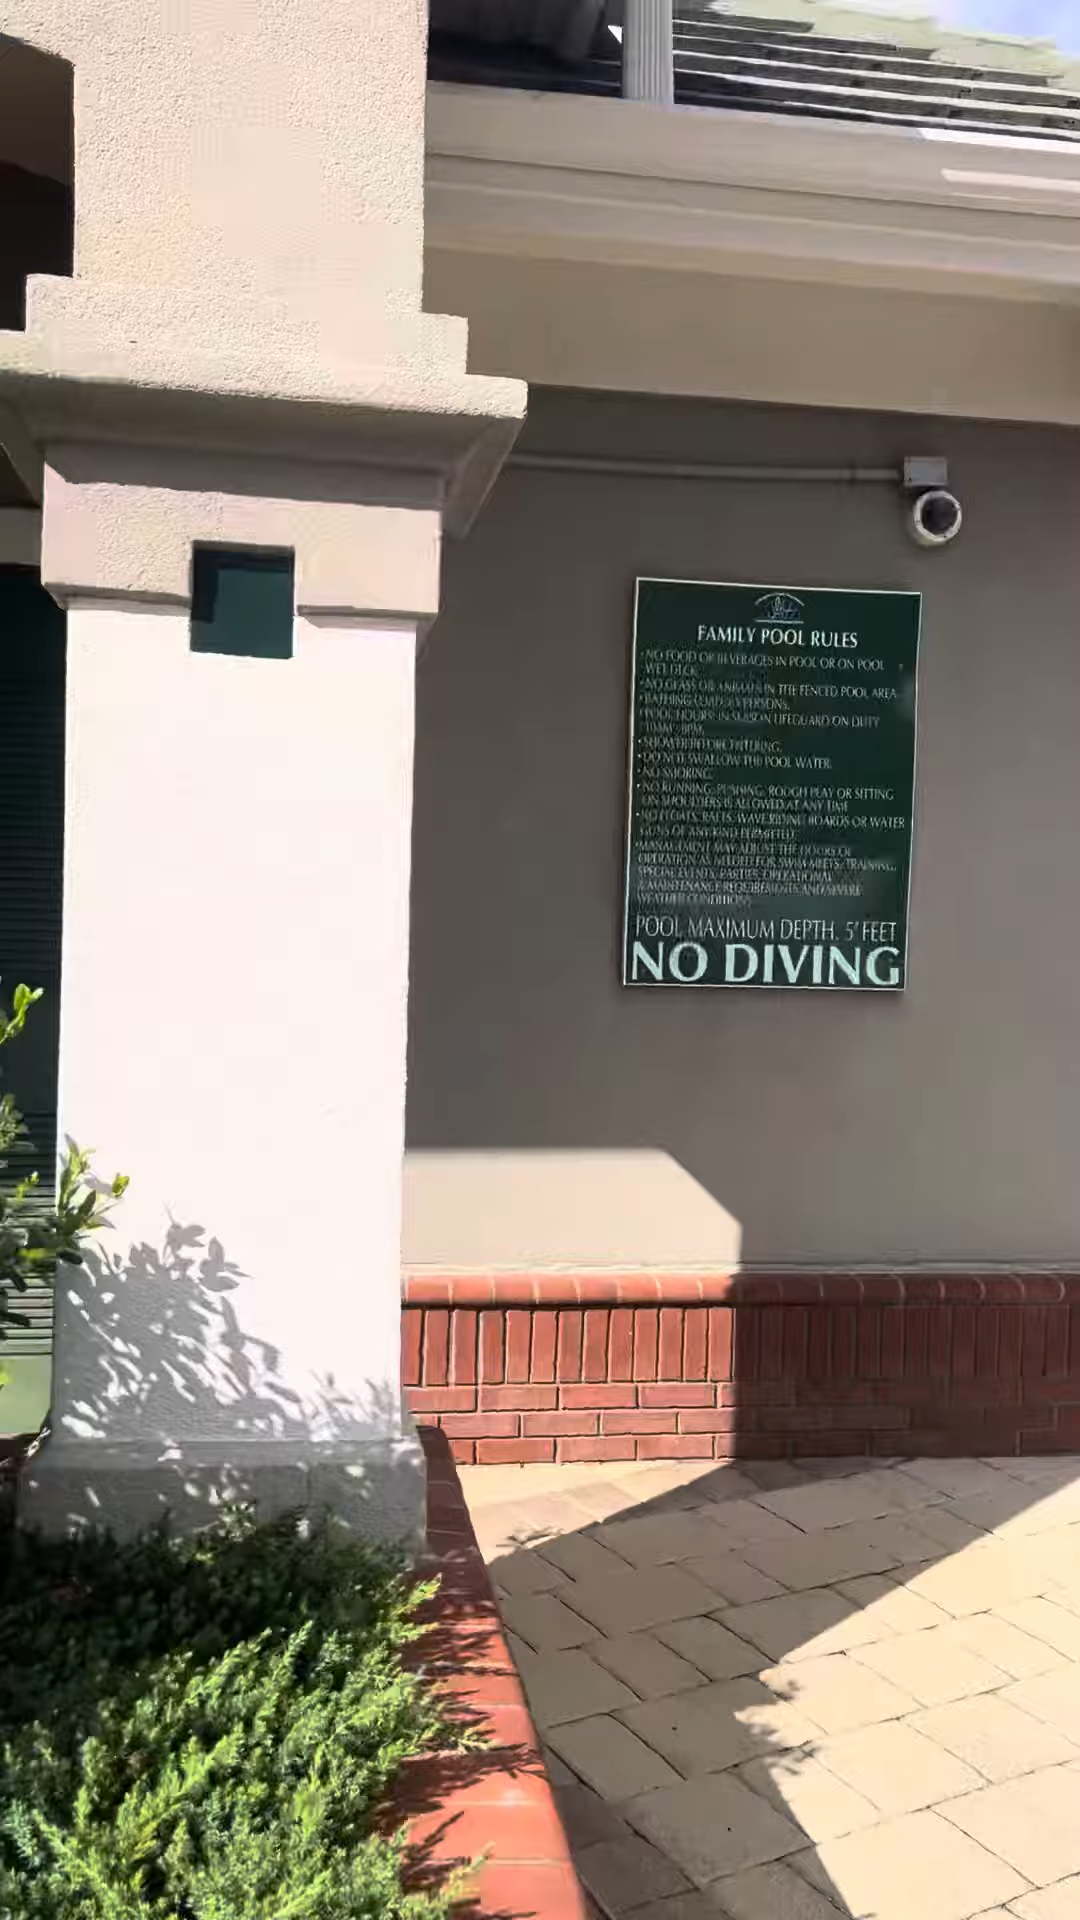 FAMILY POOL RULES
• NO FOOD OR BEVERAGES IN POOL OR ON POOL
WET DECK
• NO GLASS OR ANIMALS IN THE FENCED POOL AREA
• BATHING LOAD PERSONS.
• POOL HOURS: IN SEASON LIFEGUARD ON DUTY
• SHOWER BEFORE ENTERING.
• DO NOT SWALLOW THE POOL WATER.
• NO SMOKING.
• NO RUNNING, PUSHING, ROUGH PLAY OR SITTING
ON SHOULDERS IS ALLOWED AT ANY TIME
• NO FLOATS, RAFTS, WAVE RIDING BOARDS OR WATER
GUNS OF ANY KIND PERMITTED.
• MANAGEMENT MAY ADJUST THE HOURS OF
OPERATION AS NEEDED FOR SWIM MEETS, TRAINING,
SPECIAL EVENTS, PARTIES, OPERATIONAL
& MAINTENANCE REQUIREMENTS AND SEVERE
WEATHER CONDITIONS.
POOL MAXIMUM DEPTH. 5' FEET
NO DIVING